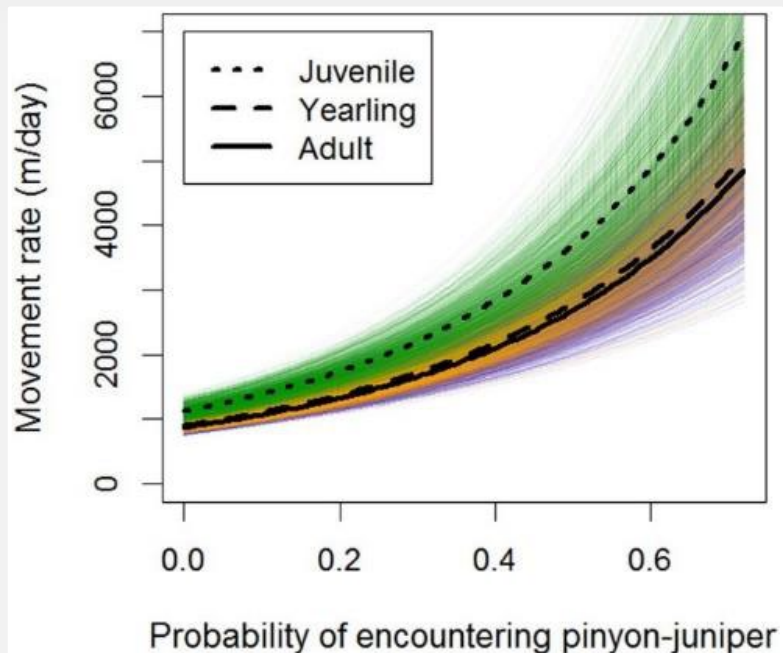 Juvenile
Yearling
Adult
Movement rate (m/day)
6000
4000
2000
0
0.0 0.2 0.4 0.6
Probability of encountering pinyon-juniper